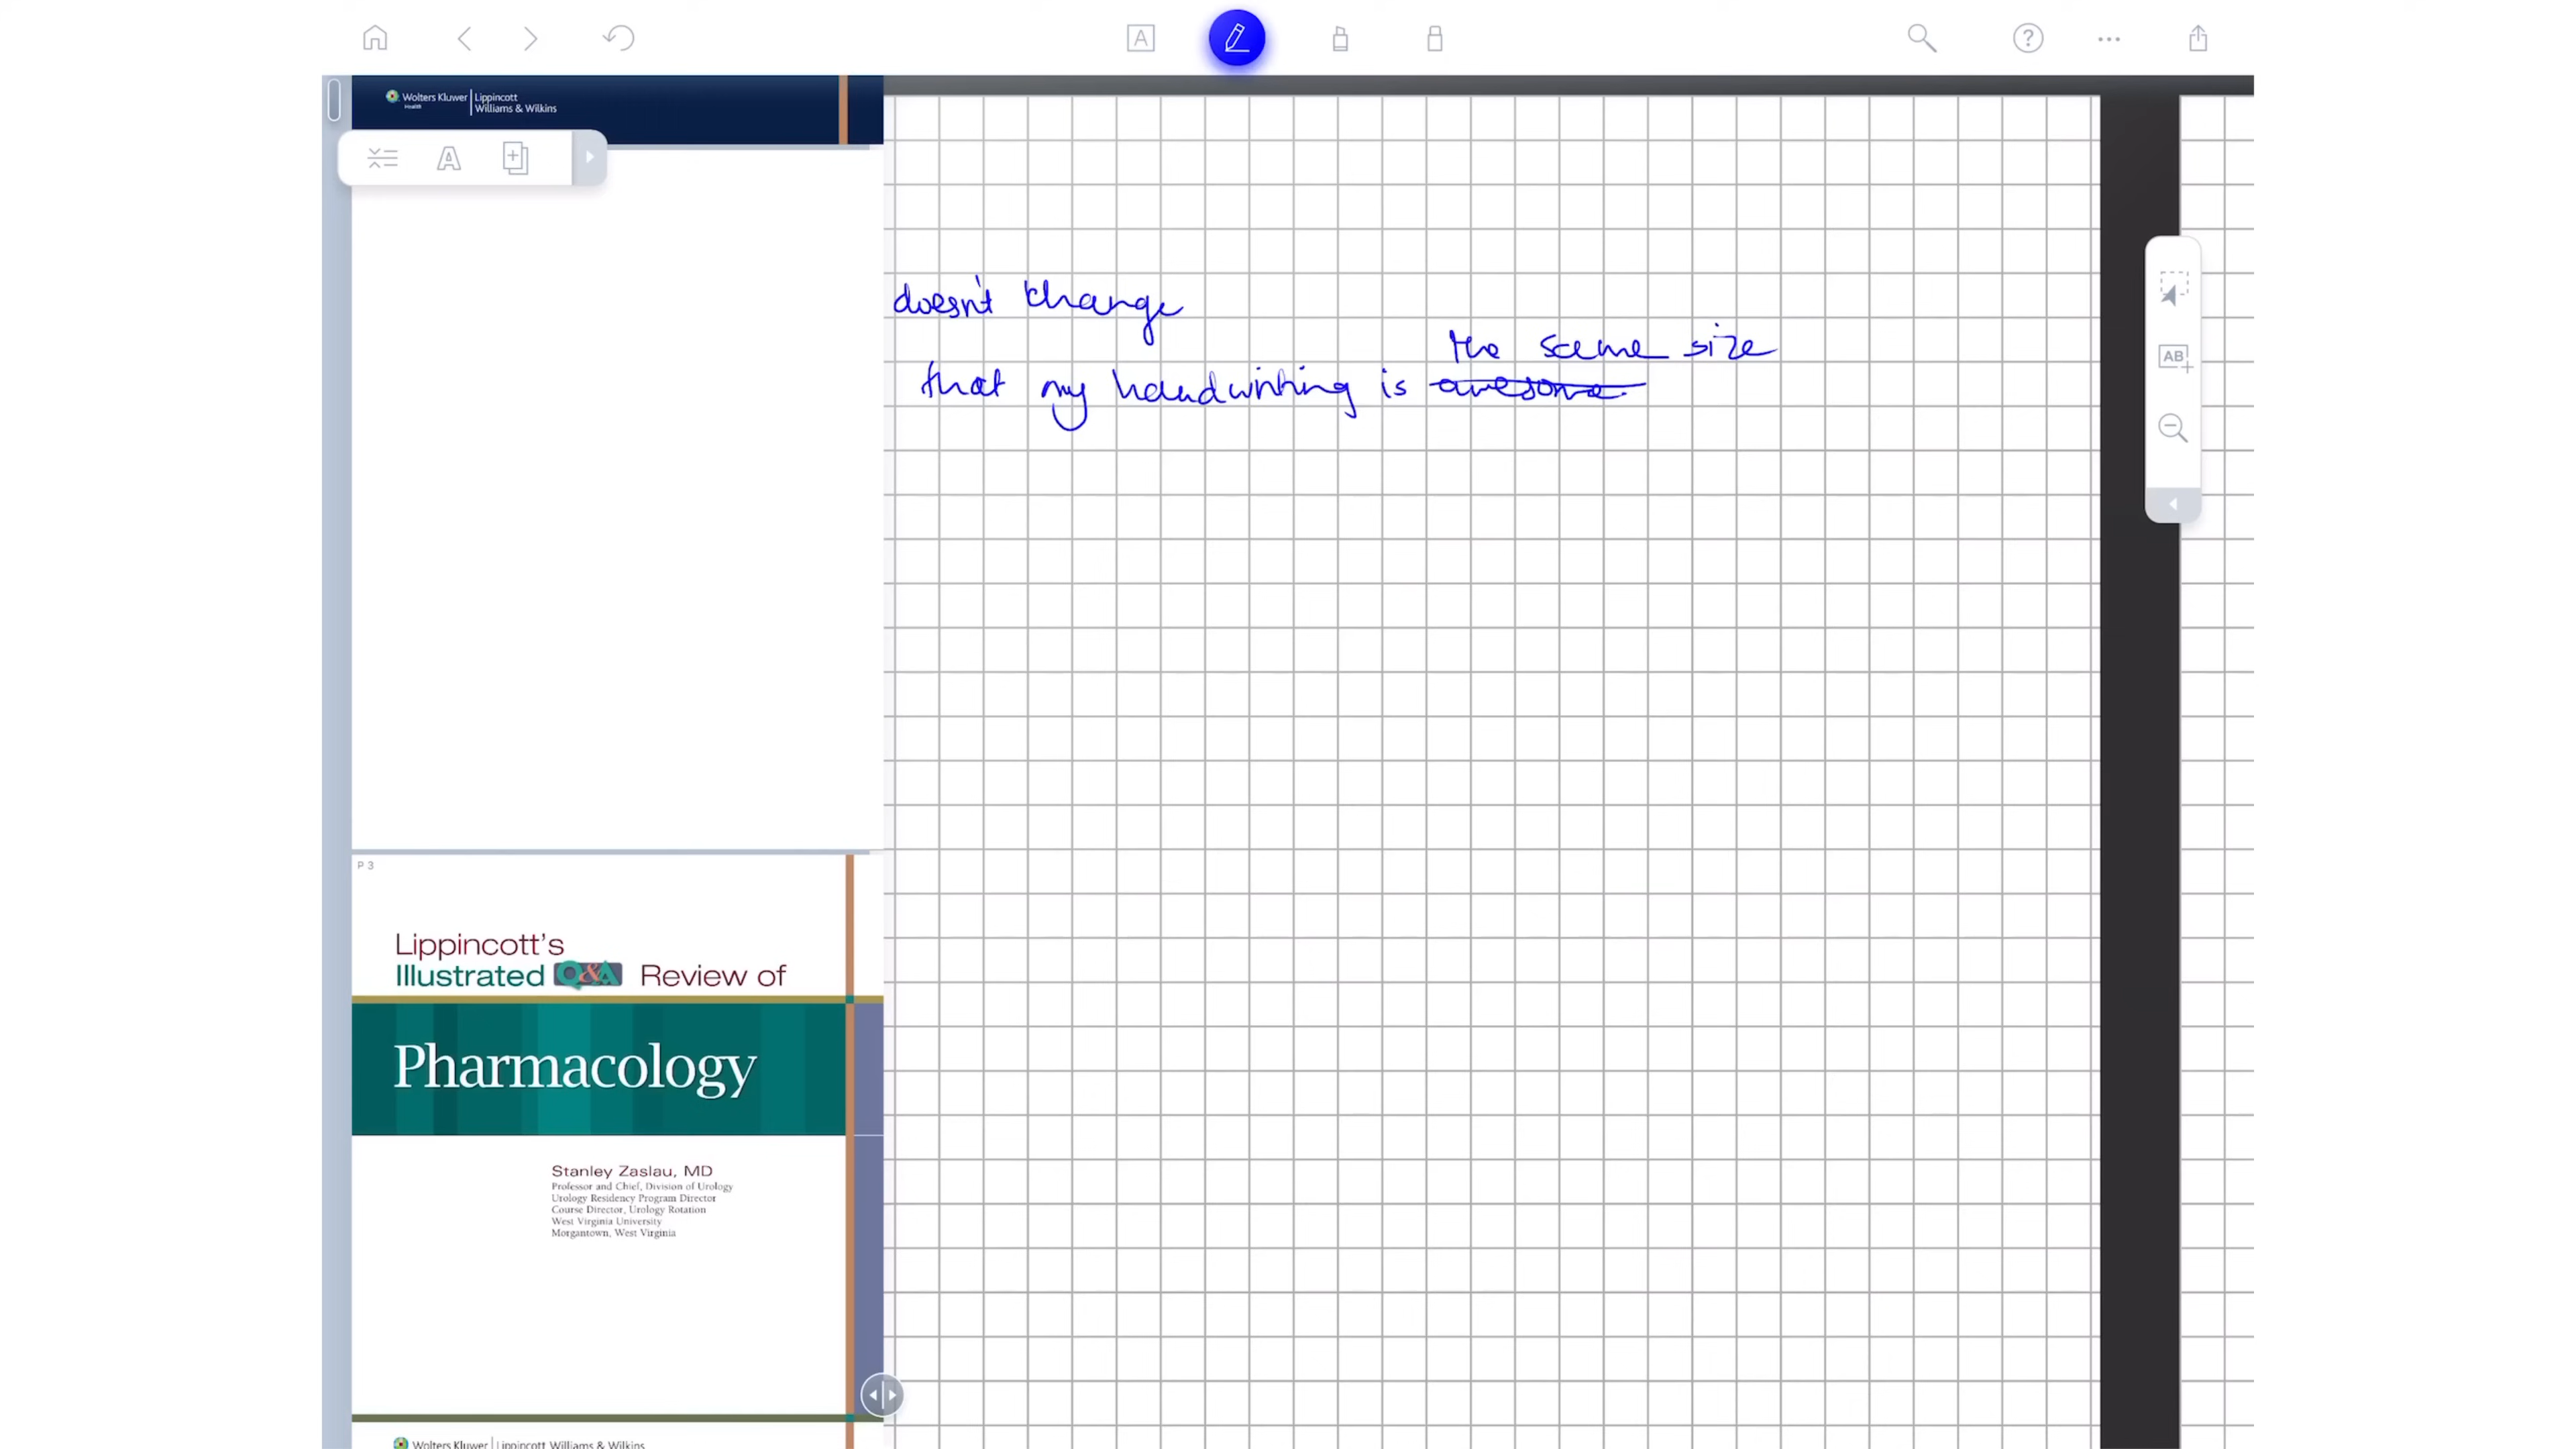 A
?
Wolters Kluwer | Lippincott
Health Williams & Wilkins
A
doesn't change
the same size
that my handwriting is awesome
AB
P 3
Lippincott's
Illustrated Q&A Review of
Pharmacology
Stanley Zaslau, MD
Professor and Chief, Division of Urology
Urology Residency Program Director
Course Director, Urology Rotation
West Virginia University
Morgantown, West Virginia
Wolters Kluwer | Lippincott Williams & Wilkins